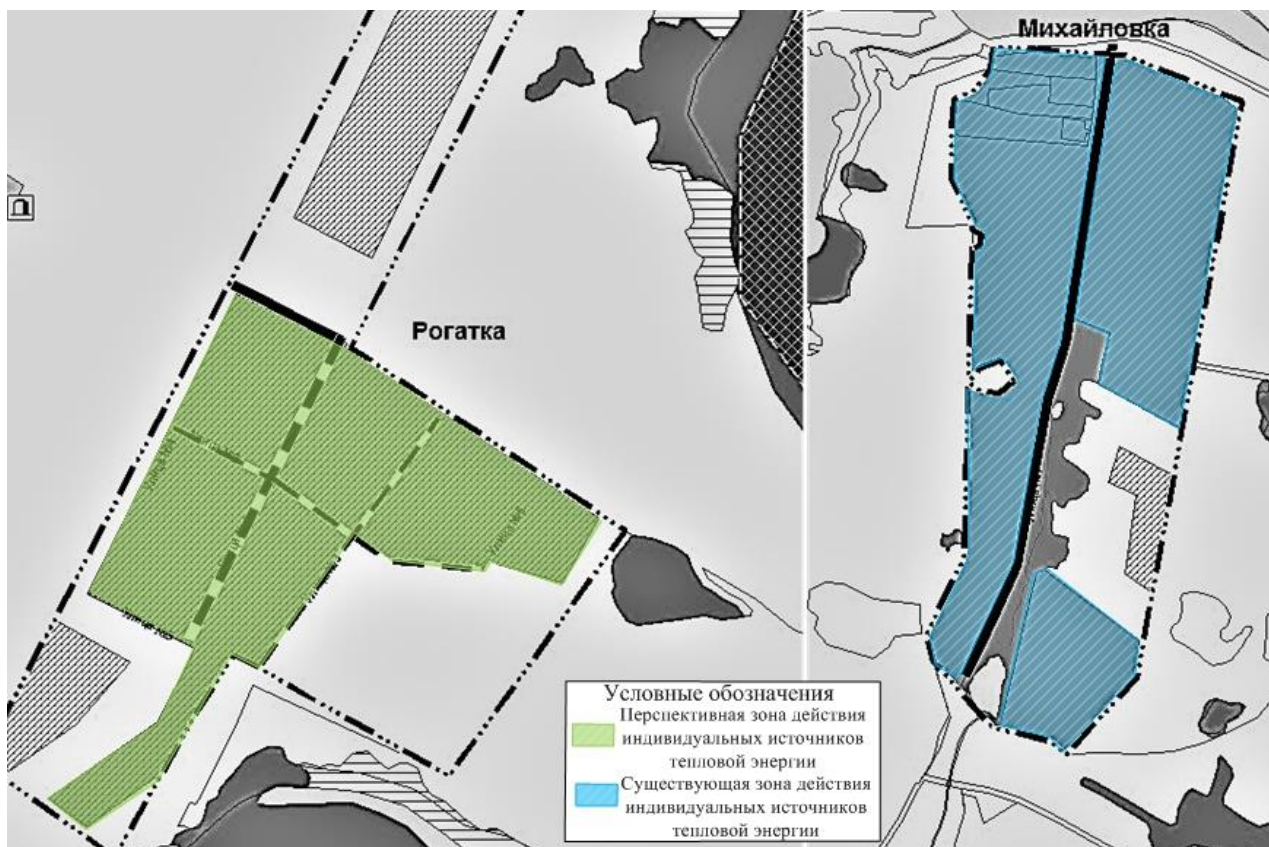 Михайловка
Рогатка
Условные обозначения
Перспективная зона действия
индивидуальных источников
тепловой энергии
Существующая зона действия
индивидуальных источников
тепловой энергии